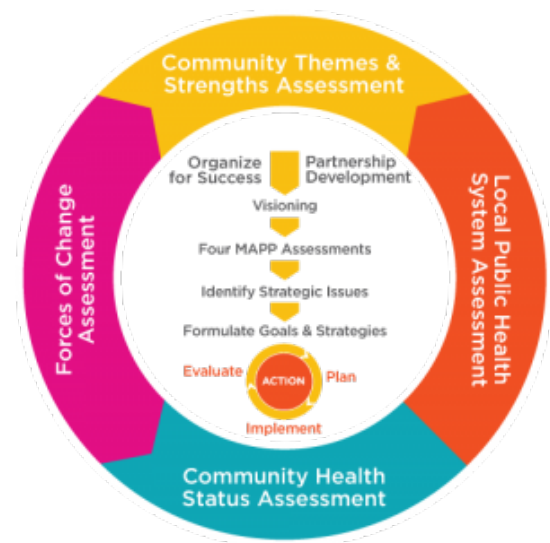 Community Themes &
Strengths Assessment
Organize
for Success
Partnership
Development
Visioning
Four MAPP Assessments
Identify Strategic Issues
Formulate Goals & Strategies
Evaluate
ACTION
Plan
Implement
Forces of Change
Assessment
Local Public Health
System Assessment
Community Health
Status Assessment